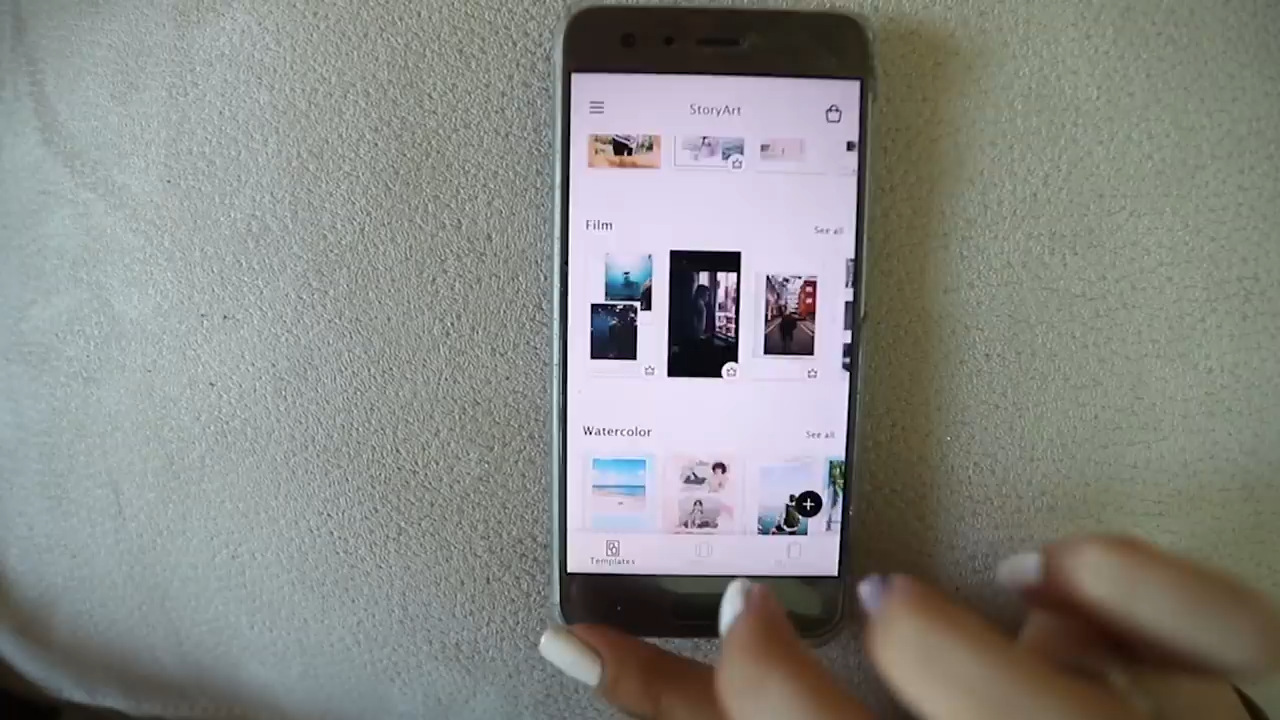 StoryArt
Film
See all
Watercolor
See all
Templates